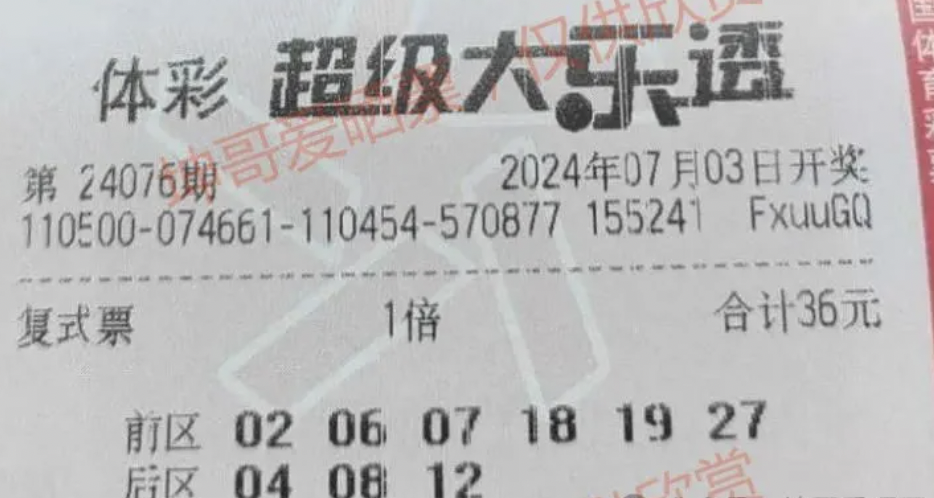 体彩 超级大乐透
第 24076期 2024年07月03日开奖
110500-074661-110454-570877 155241 FxuuGQ
复式票 1倍 合计36元
前区 02 06 07 18 19 27
后区 04 08 12
仅供欣赏
哥爱晒票
国体育彩票
欣赏